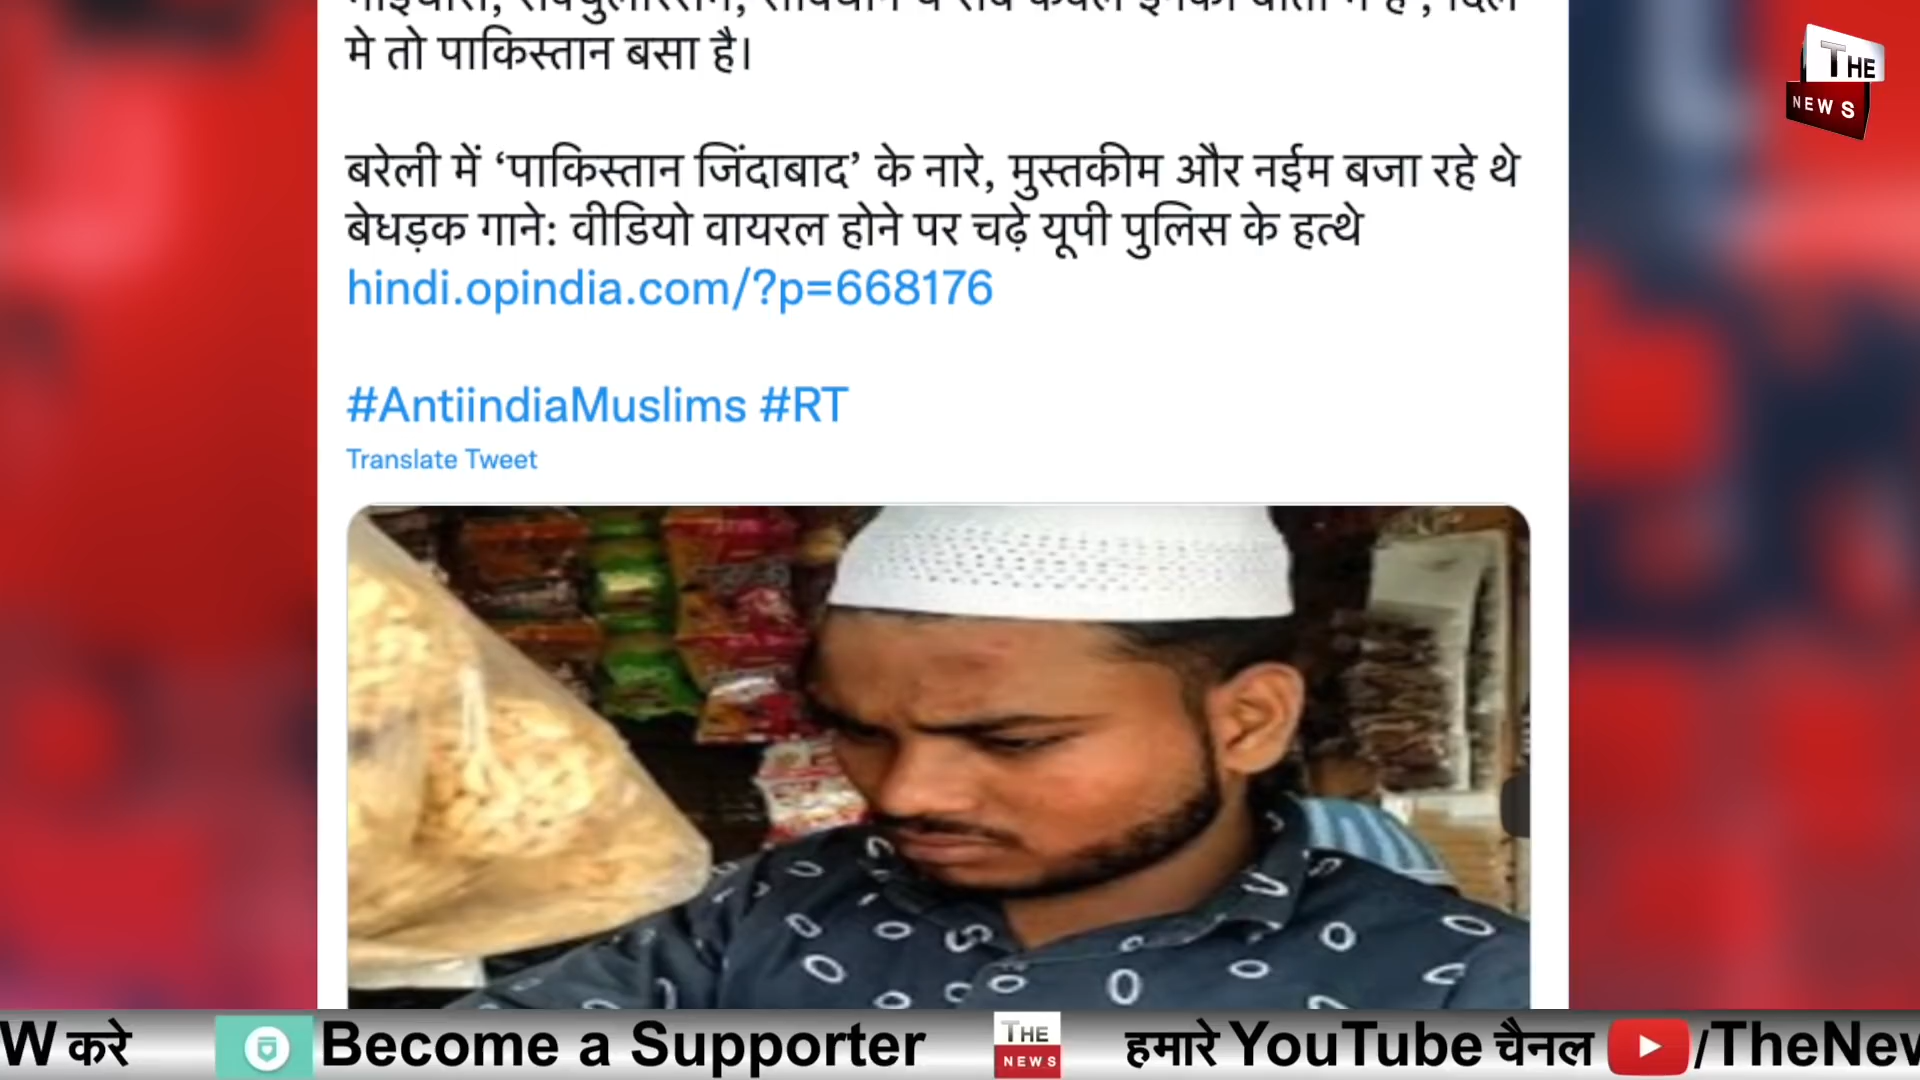 मे तो पाकिस्तान बसा है।
बरेली में ‘पाकिस्तान जिंदाबाद’ के नारे, मुस्तकीम और नईम बजा रहे थे
बेधड़क गाने: वीडियो वायरल होने पर चढ़े यूपी पुलिस के हत्थे
hindi.opindia.com/?p=668176
#AntiindiaMuslims #RT
Translate Tweet
THE
NEWS
W करे Become a Supporter THE NEWS हमारे YouTube चैनल /TheNew